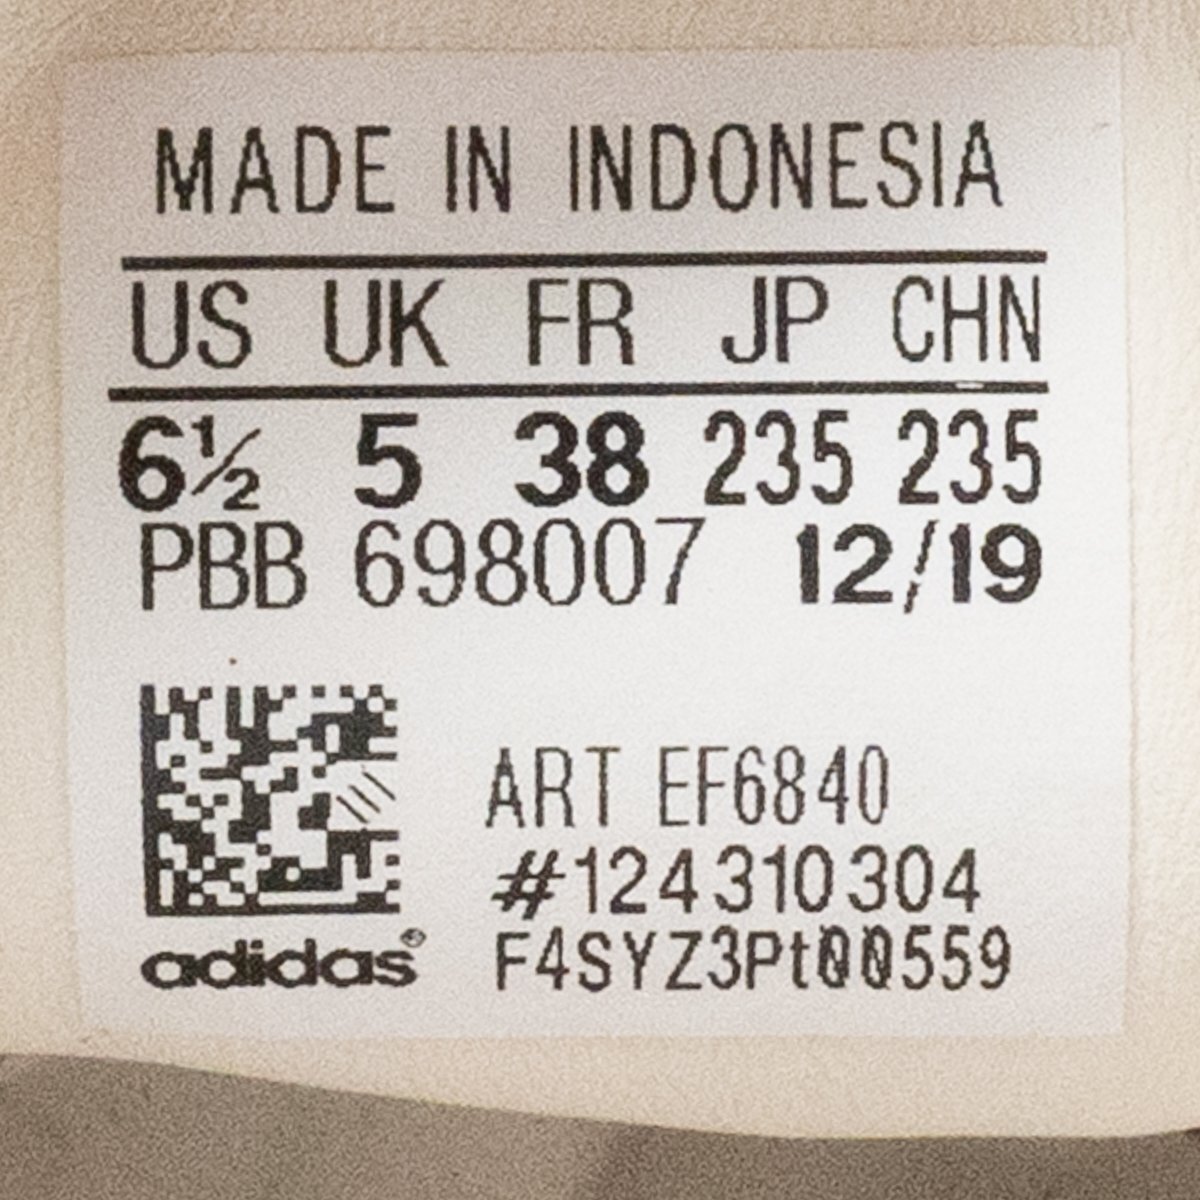 MADE IN INDONESIA
US UK FR JP CHN
6½ 5 38 235 235
PBB 698007 12/19
ART EF6840
#124310304
adidas® F4SYZ3Pt00559